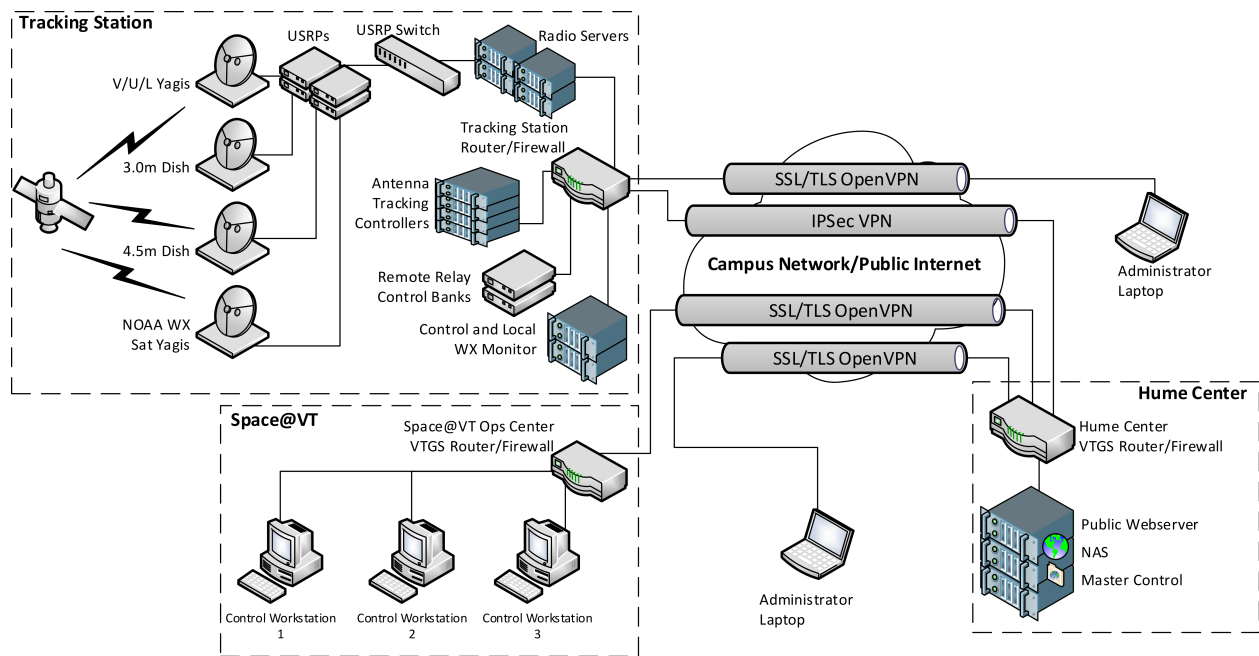 Tracking Station
USRPs
USRP Switch
Radio Servers
V/U/L Yagis
3.0m Dish
4.5m Dish
NOAA WX
Sat Yagis
Tracking Station
Router/Firewall
Antenna
Tracking
Controllers
Remote Relay
Control Banks
Control and Local
WX Monitor
SSL/TLS OpenVPN
IPSec VPN
Campus Network/Public Internet
SSL/TLS OpenVPN
SSL/TLS OpenVPN
Administrator
Laptop
Space@VT
Space@VT Ops Center
VTGS Router/Firewall
Control Workstation
1
Control Workstation
2
Control Workstation
3
Administrator
Laptop
Hume Center
Hume Center
VTGS Router/Firewall
Public Webserver
NAS
Master Control